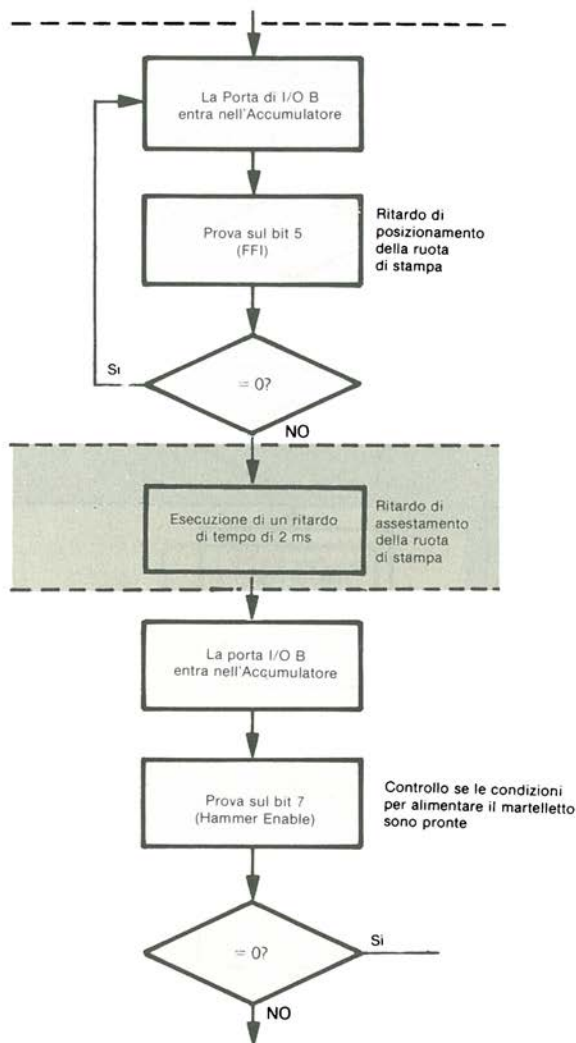 La Porta di I/O B
entra nell'Accumulatore
Prova sul bit 5
(FFI)
Ritardo di
posizionamento
della ruota
di stampa
= 0?
Sı
NO
Esecuzione di un ritardo
di tempo di 2 ms
Ritardo di
assestamento
della ruota
di stampa
La porta I/O B
entra nell'Accumulatore
Prova sul bit 7
(Hammer Enable)
Controllo se le condizioni
per alimentare il martelletto
sono pronte
= 0?
Sì
NO